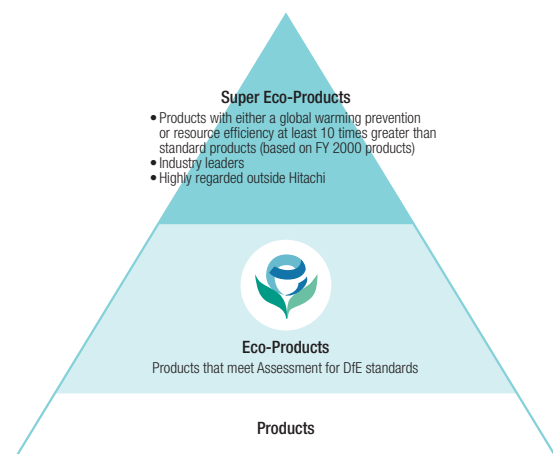 Super Eco-Products
• Products with either a global warming prevention
or resource efficiency at least 10 times greater than
standard products (based on FY 2000 products)
• Industry leaders
• Highly regarded outside Hitachi
Eco-Products
Products that meet Assessment for DfE standards
Products